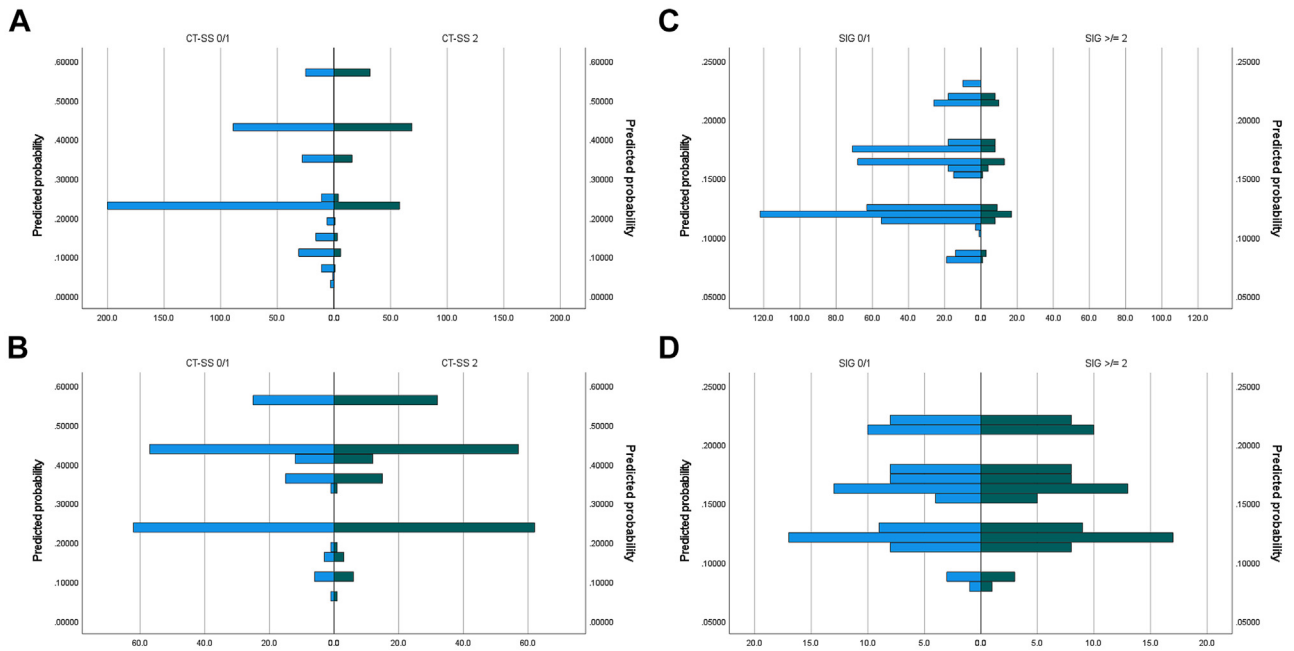 A
CT-SS 0/1 CT-SS 2
Predicted probability
.60000 .60000
.50000 .50000
.40000 .40000
.30000 .30000
.20000 .20000
.10000 .10000
.00000 .00000
Predicted probability
200.0 150.0 100.0 50.0 0.0 50.0 100.0 150.0 200.0
B
CT-SS 0/1 CT-SS 2
Predicted probability
.60000 .60000
.50000 .50000
.40000 .40000
.30000 .30000
.20000 .20000
.10000 .10000
.00000 .00000
Predicted probability
60.0 40.0 20.0 0.0 20.0 40.0 60.0
C
SIG 0/1 SIG >/= 2
Predicted probability
.25000 .25000
.20000 .20000
.15000 .15000
.10000 .10000
.05000 .05000
Predicted probability
120.0 100.0 80.0 60.0 40.0 20.0 0.0 20.0 40.0 60.0 80.0 100.0 120.0
D
SIG 0/1 SIG >/= 2
Predicted probability
.25000 .25000
.20000 .20000
.15000 .15000
.10000 .10000
.05000 .05000
Predicted probability
20.0 15.0 10.0 5.0 0.0 5.0 10.0 15.0 20.0